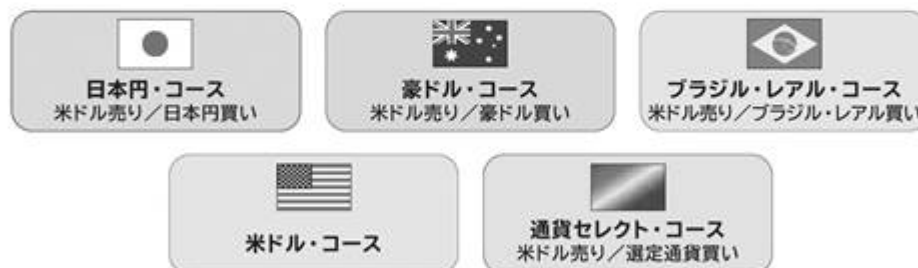 日本円・コース
米ドル売り／日本円買い
豪ドル・コース
米ドル売り／豪ドル買い
ブラジル・レアル・コース
米ドル売り／ブラジル・レアル買い
米ドル・コース
通貨セレクト・コース
米ドル売り／選定通貨買い